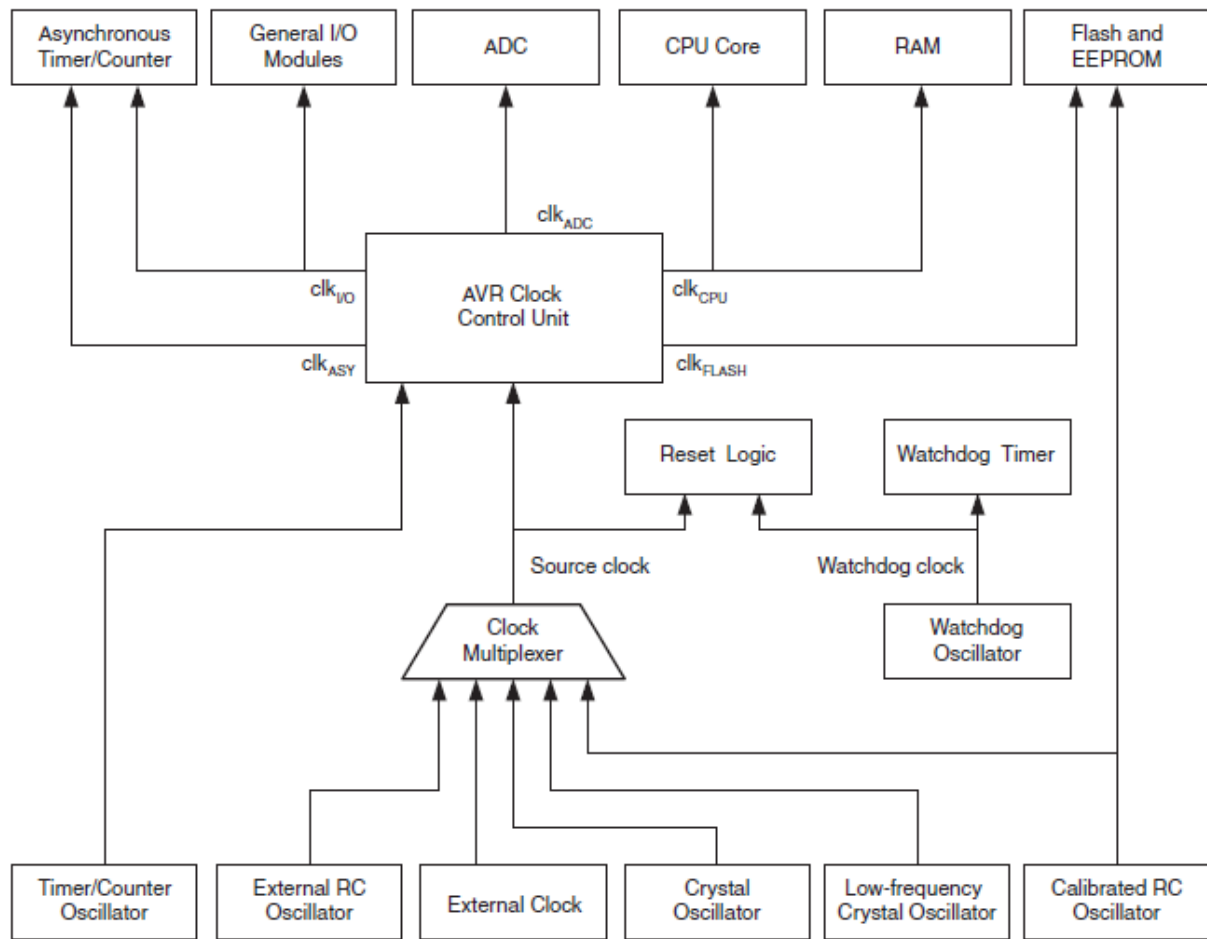 Asynchronous
Timer/Counter
General I/O
Modules
ADC
CPU Core
RAM
Flash and
EEPROM
clkADC
clkI/O
AVR Clock
Control Unit
clkCPU
clkASY
clkFLASH
Reset Logic
Watchdog Timer
Source clock
Watchdog clock
Clock
Multiplexer
Watchdog
Oscillator
Timer/Counter
Oscillator
External RC
Oscillator
External Clock
Crystal
Oscillator
Low-frequency
Crystal Oscillator
Calibrated RC
Oscillator